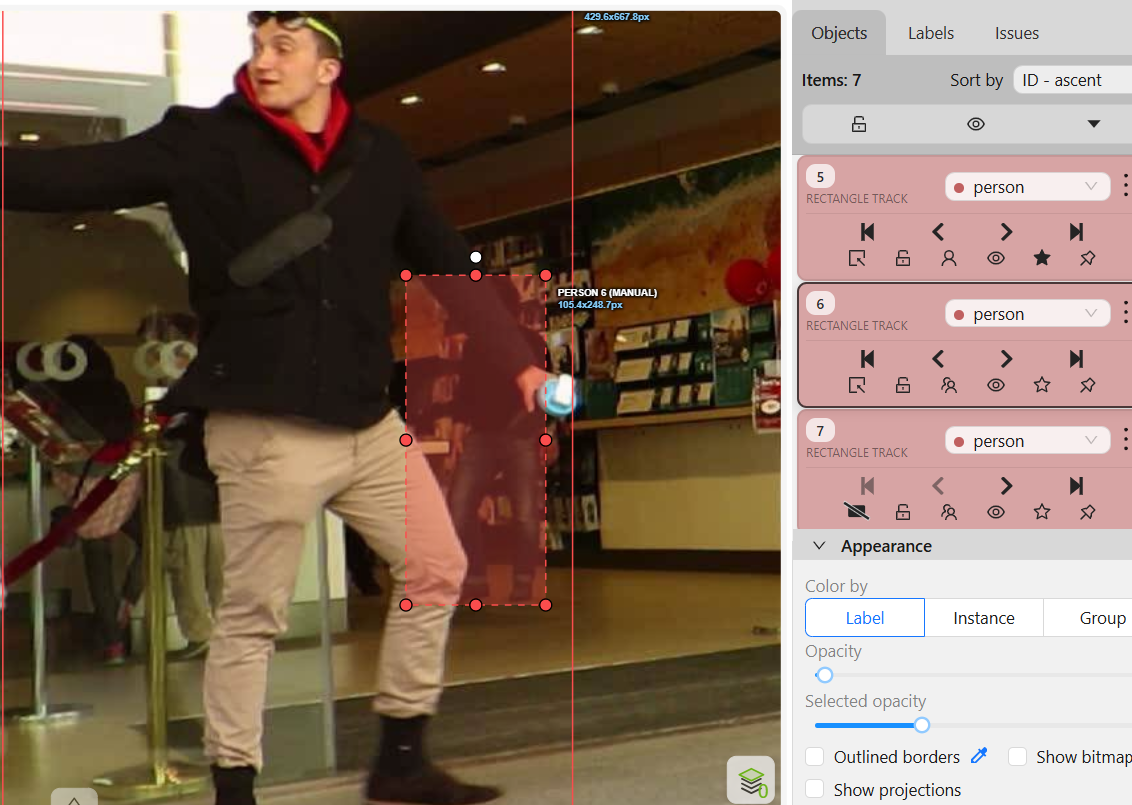 429.6x667.8px
PERSON 6 (MANUAL)
105.4x248.7px
0
Objects
Labels
Issues
Items: 7
Sort by
ID - ascent
5
RECTANGLE TRACK
person
6
RECTANGLE TRACK
person
7
RECTANGLE TRACK
person
Appearance
Color by
Label
Instance
Group
Opacity
Selected opacity
Outlined borders
Show bitmap
Show projections